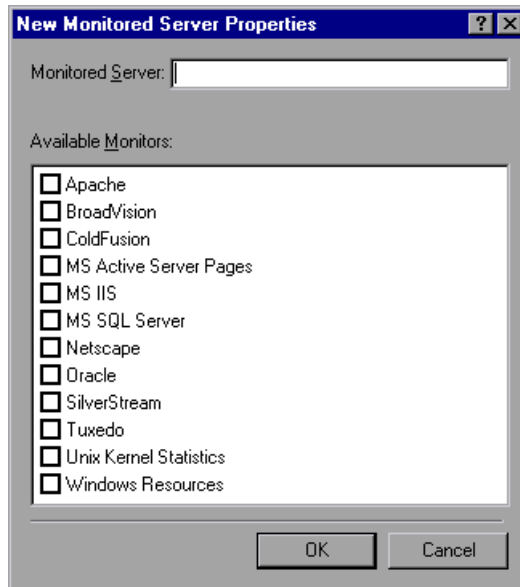 New Monitored Server Properties
Monitored Server:
Available Monitors:
Apache
BroadVision
ColdFusion
MS Active Server Pages
MS IIS
MS SQL Server
Netscape
Oracle
SilverStream
Tuxedo
Unix Kernel Statistics
Windows Resources
OK Cancel